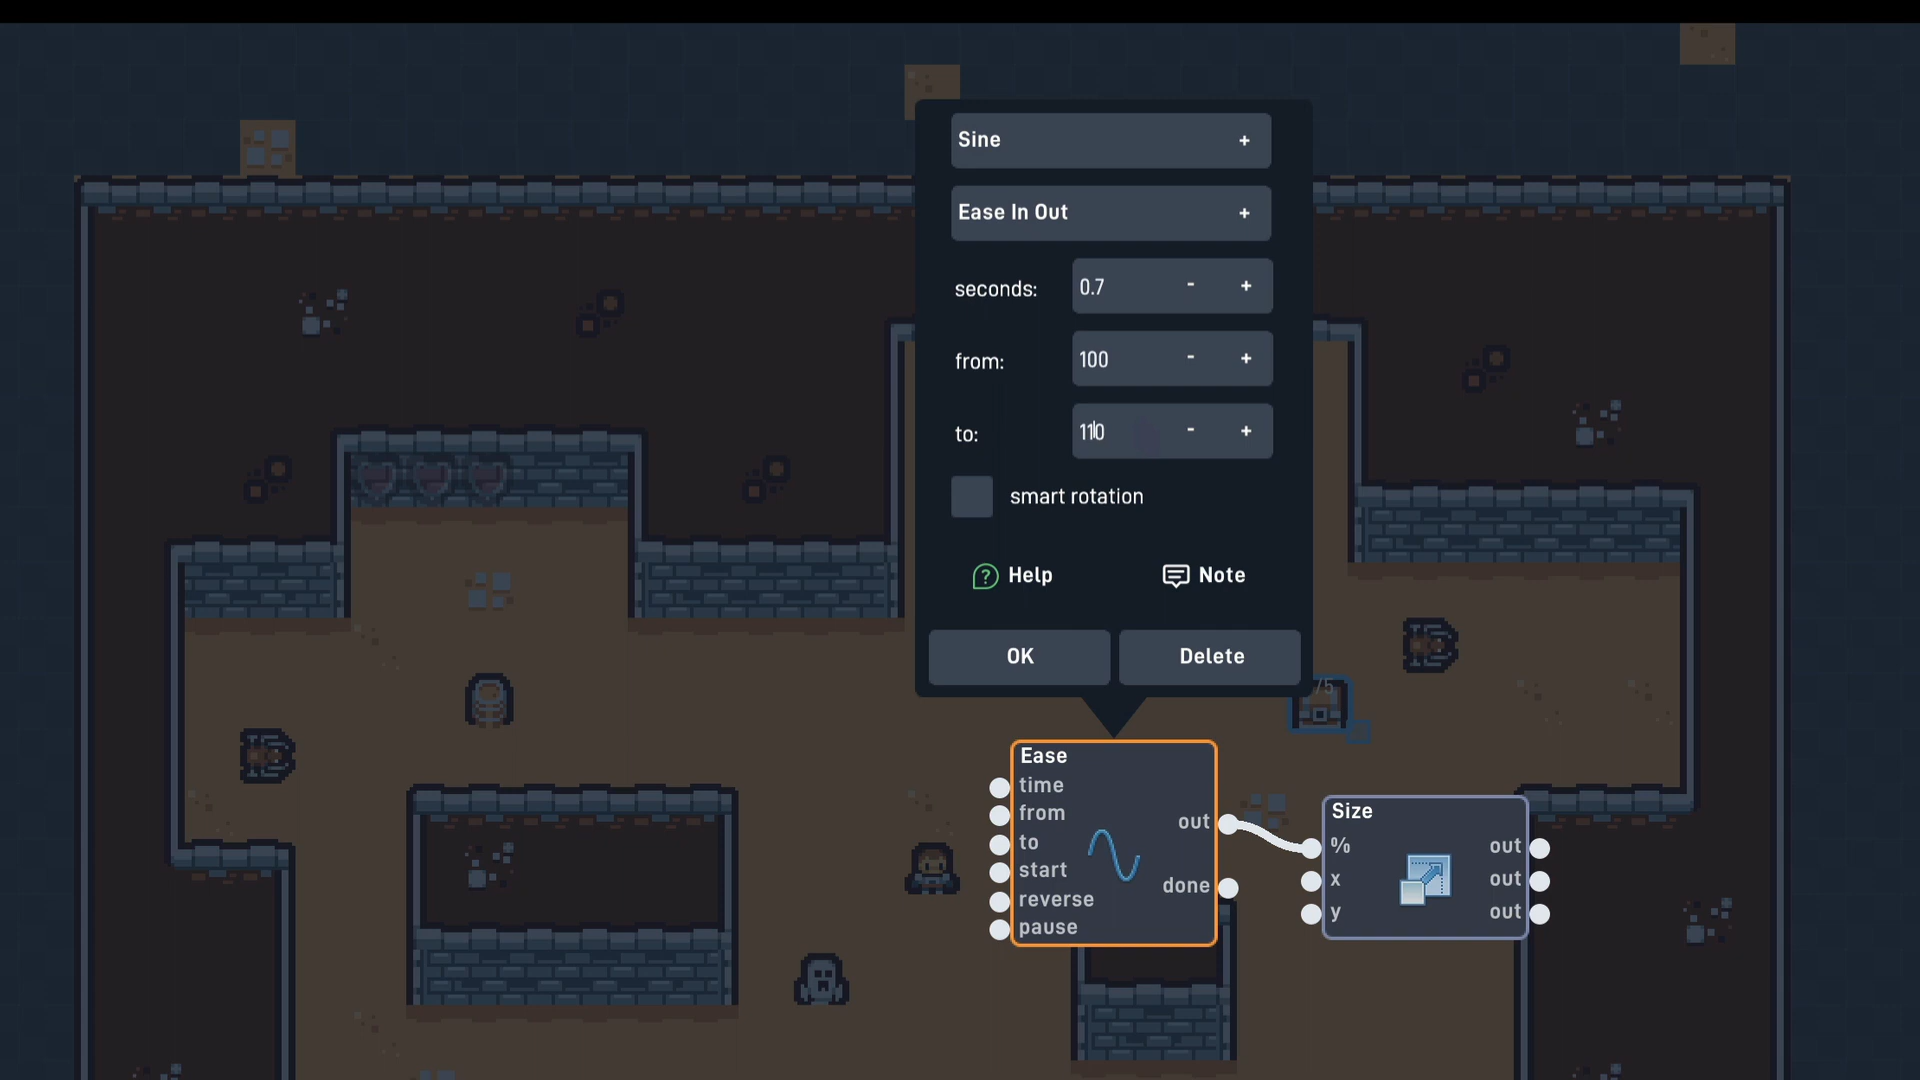 Sine +
Ease In Out +
seconds: 0.7 - +
from: 100 - +
to: 110 - +
smart rotation
? Help Note
OK Delete
/5
Ease
time
from
to
start
reverse
pause
out
done
Size
% out
x out
y out